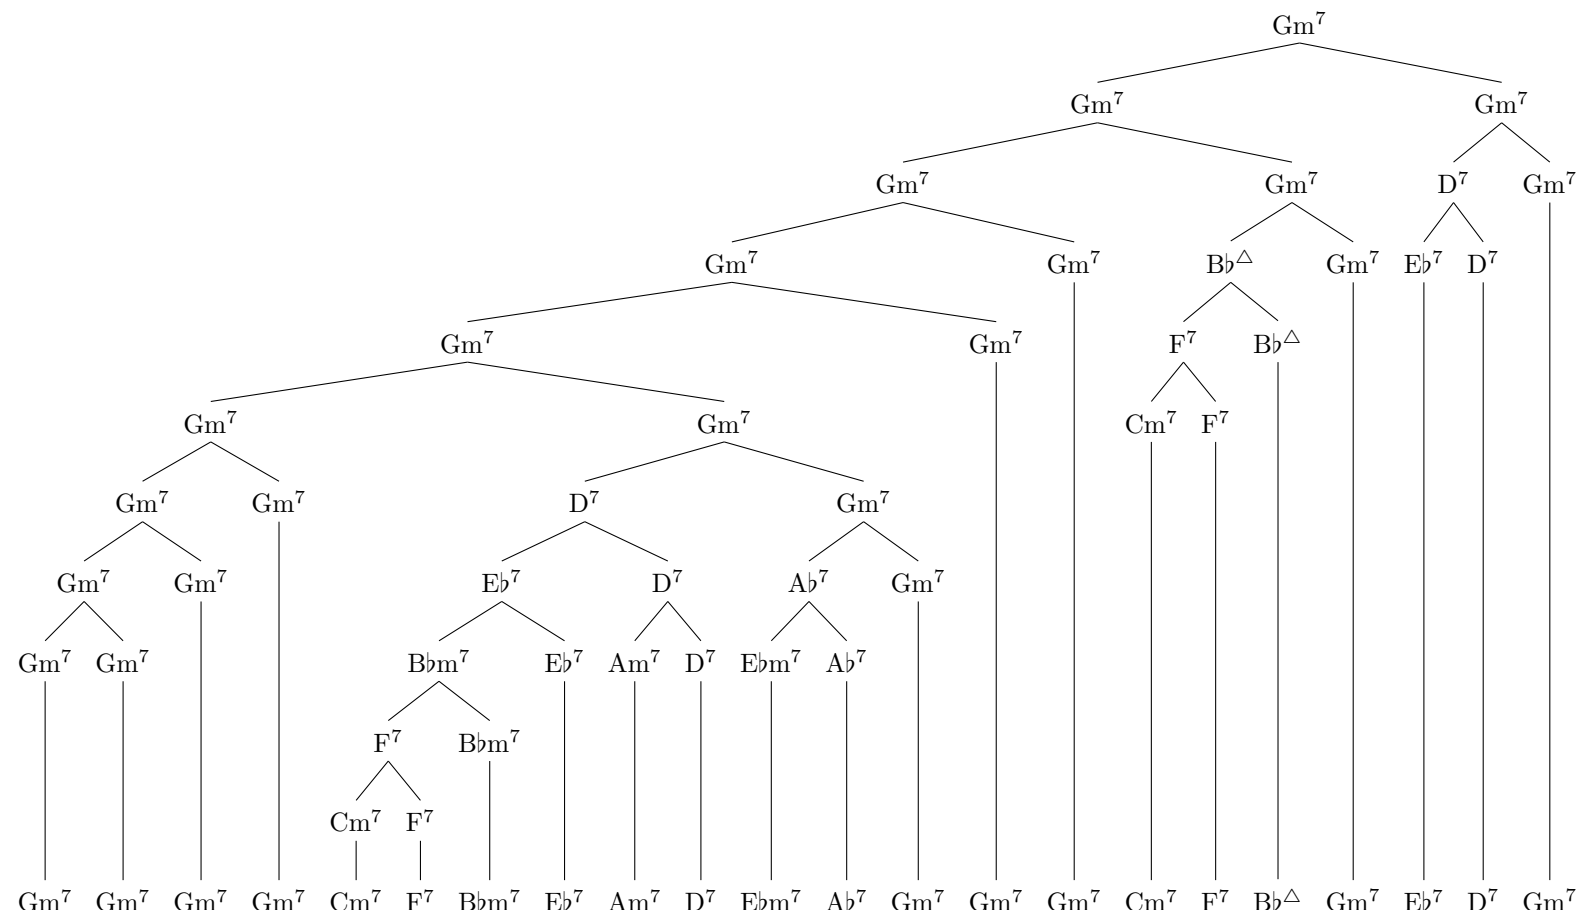 Gm⁷
Gm⁷ Gm⁷
Gm⁷ Gm⁷ D⁷ Gm⁷
Gm⁷ Gm⁷ B♭△ Gm⁷ E♭⁷ D⁷
Gm⁷ Gm⁷ F⁷ B♭△
Gm⁷ Gm⁷ Cm⁷ F⁷
Gm⁷ Gm⁷ D⁷ Gm⁷
Gm⁷ Gm⁷ E♭⁷ D⁷ A♭⁷ Gm⁷
Gm⁷ Gm⁷ B♭m⁷ E♭⁷ Am⁷ D⁷ E♭m⁷ A♭⁷
F⁷ B♭m⁷
Cm⁷ F⁷
Gm⁷ Gm⁷ Gm⁷ Gm⁷ Cm⁷ F⁷ B♭m⁷ E♭⁷ Am⁷ D⁷ E♭m⁷ A♭⁷ Gm⁷ Gm⁷ Gm⁷ Cm⁷ F⁷ B♭△ Gm⁷ E♭⁷ D⁷ Gm⁷